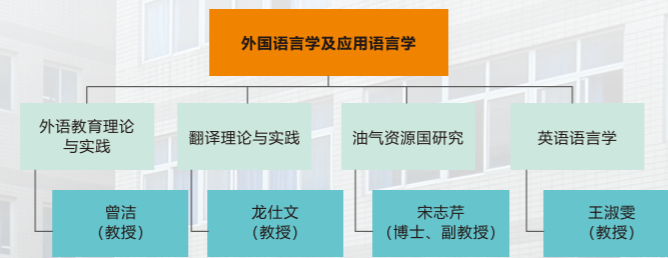 外国语言学及应用语言学
外语教育理论
与实践
翻译理论与实践
油气资源国研究
英语语言学
曾洁
（教授）
龙仕文
（教授）
宋志芹
（博士、副教授）
王淑雯
（教授）